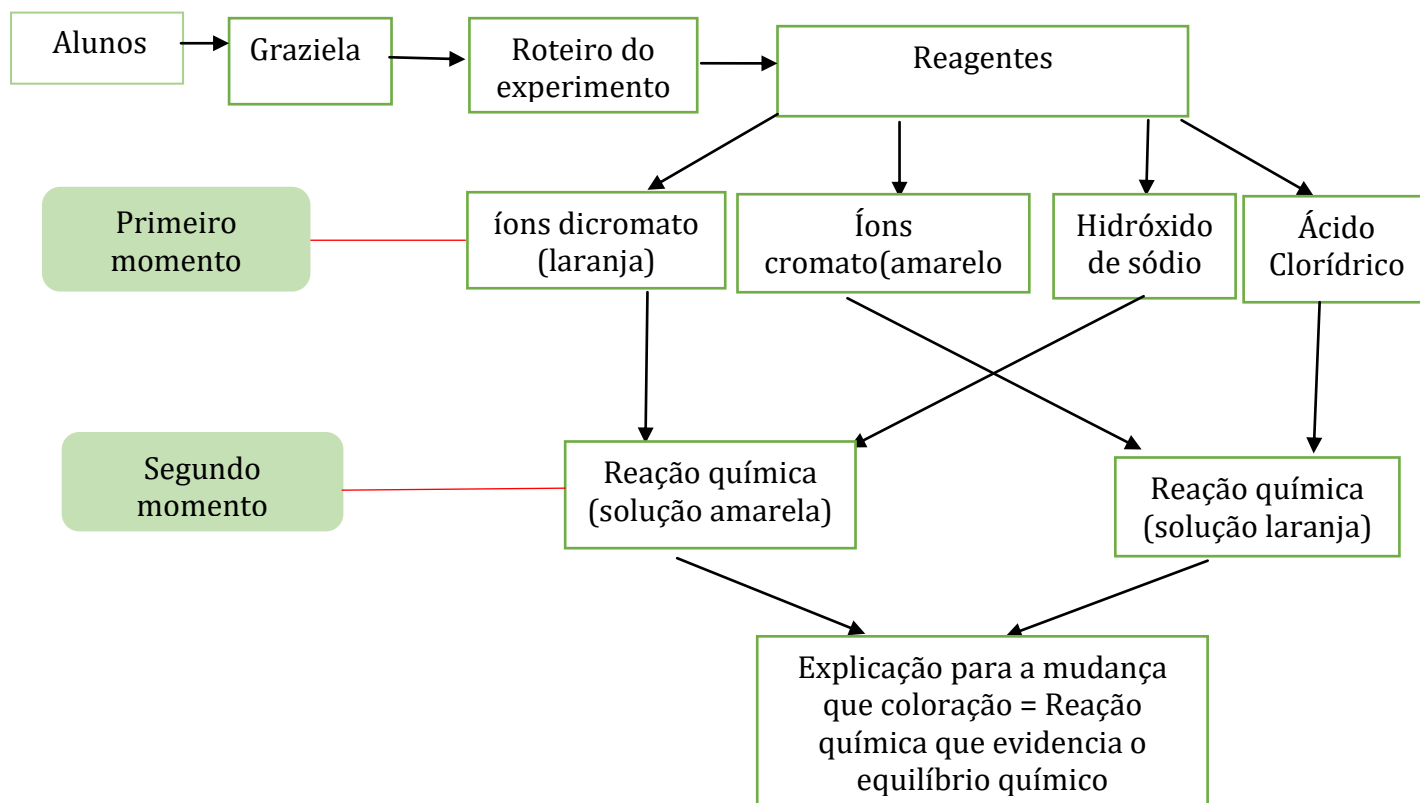 Alunos
Graziela
Roteiro do
experimento
Reagentes
Primeiro
momento
íons dicromato
(laranja)
Íons
cromato(amarelo
Hidróxido
de sódio
Ácido
Clorídrico
Segundo
momento
Reação química
(solução amarela)
Reação química
(solução laranja)
Explicação para a mudança
que coloração = Reação
química que evidencia o
equilíbrio químico